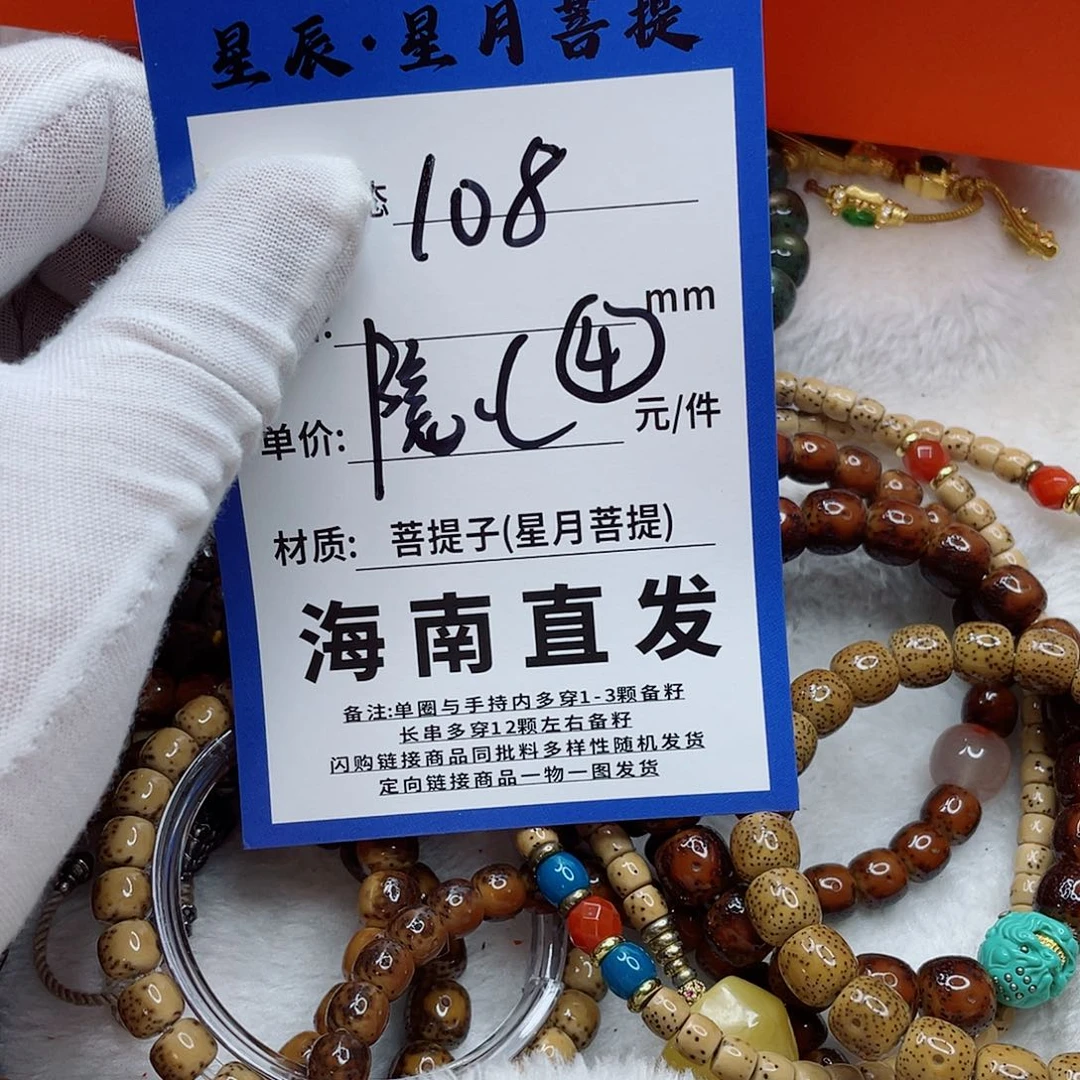 星辰·星月菩提
态 108
mm
单价: 隐化④ 元/件
材质: 菩提子(星月菩提)
海南直发
备注:单圈与手持内多穿1-3颗备籽
长串多穿12颗左右备籽
闪购链接商品同批料多样性随机发货
定向链接商品一物一图发货